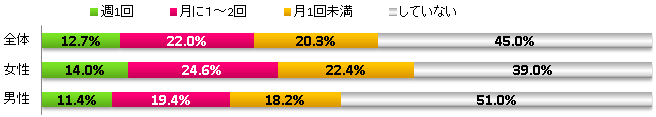 週1回 月に1〜2回 月1回未満 していない
全体 12.7% 22.0% 20.3% 45.0%
女性 14.0% 24.6% 22.4% 39.0%
男性 11.4% 19.4% 18.2% 51.0%